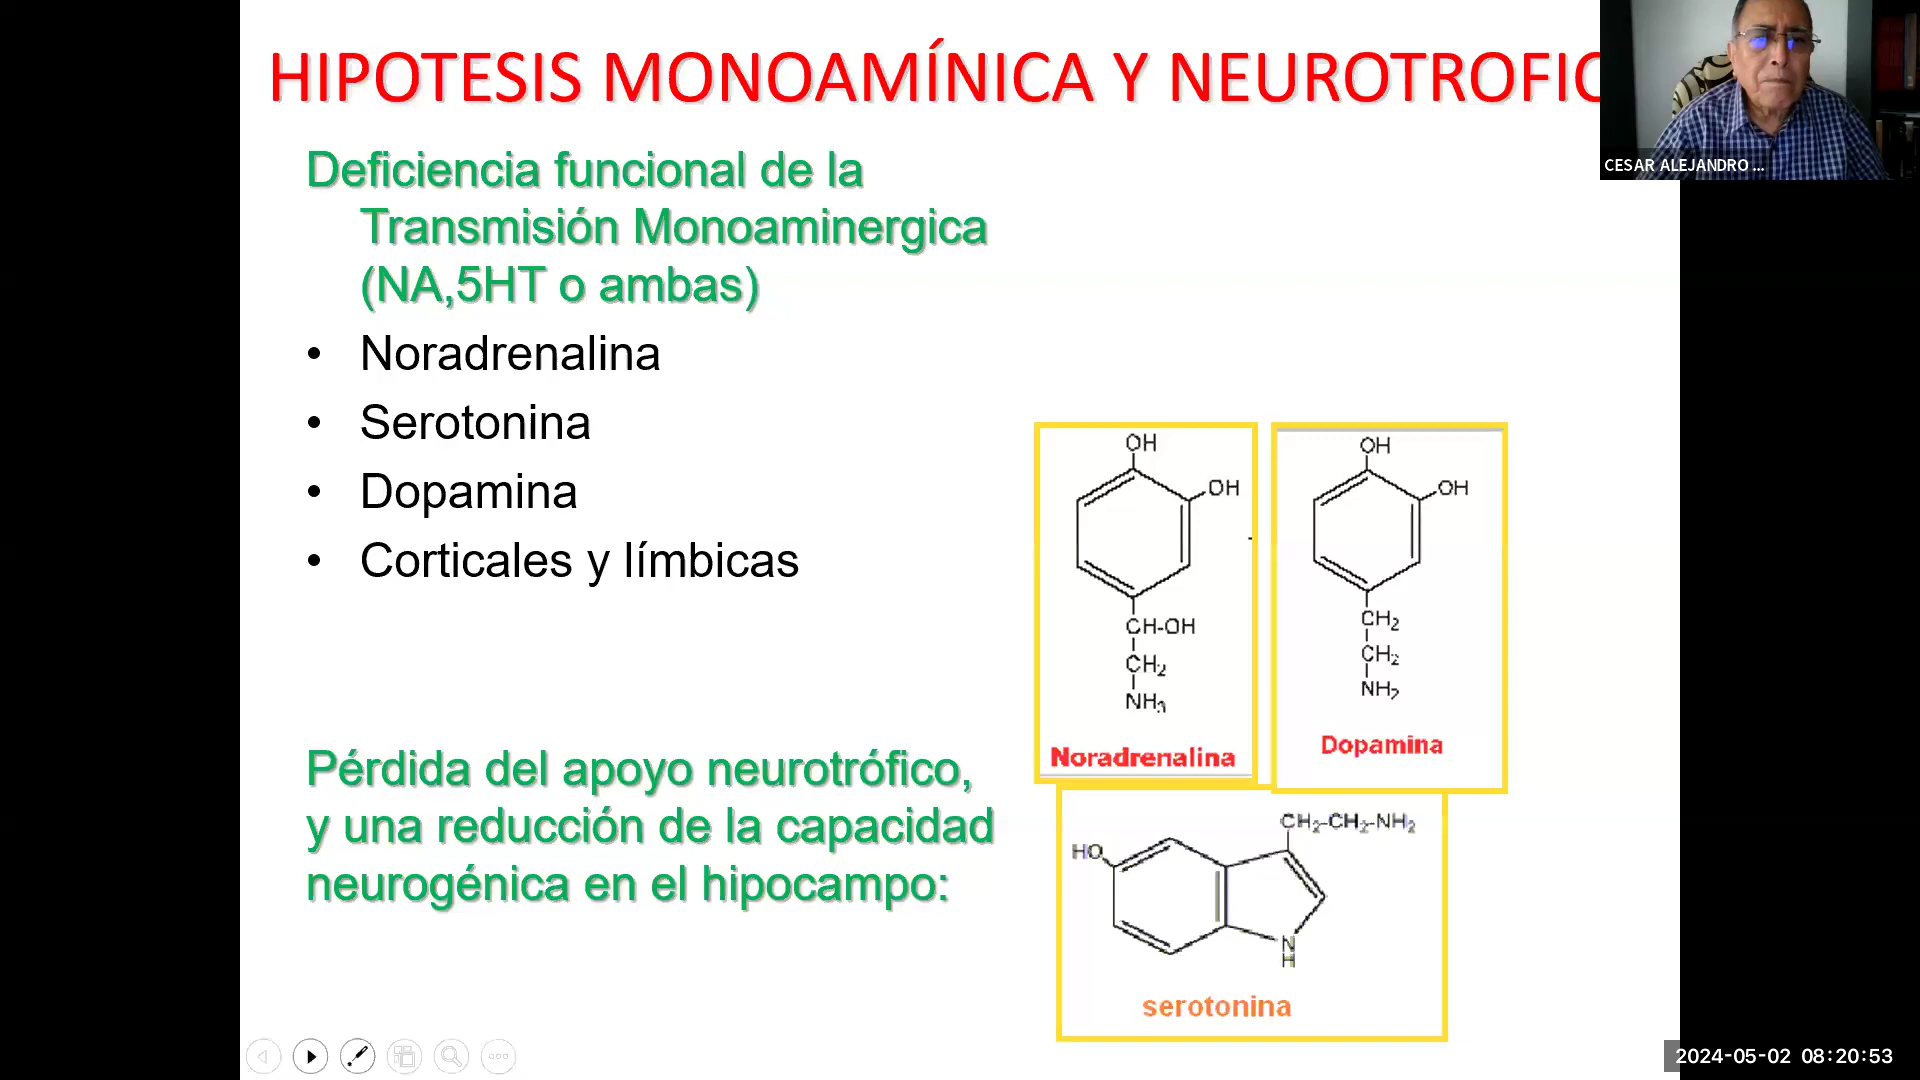 HIPOTESIS MONOAMÍNICA Y NEUROTROFIC
CESAR ALEJANDRO ...
Deficiencia funcional de la
Transmisión Monoaminergica
(NA,5HT o ambas)
• Noradrenalina
• Serotonina
• Dopamina
• Corticales y límbicas
Pérdida del apoyo neurotrófico,
y una reducción de la capacidad
neurogénica en el hipocampo:
OH
OH
CH-OH
CH2
NH
Noradrenalina
OH
OH
CH2
CH2
NH2
Dopamina
CH2-CH2-NH2
HO
N
H
serotonina
2024-05-02 08:20:53